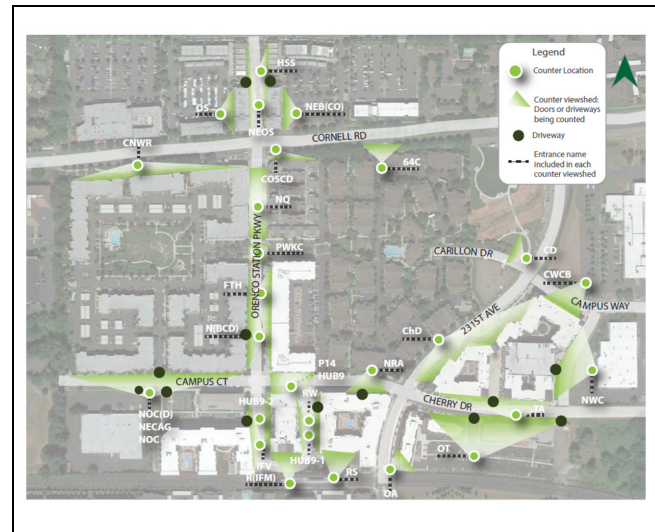 Legend
Counter Location
Counter viewshed:
Doors or driveways
being counted
Driveway
Entrance name
included in each
counter viewshed
HSS
OS
NEB(CO)
NEOS
CORNELL RD
CNWR
COSCD
64C
NQ
ORENCO STATION PKWY
PWKC
CARILLON DR
CD
CWCB
CAMPUS WAY
FTH
231ST AVE
N(BCD)
ChD
P14
HUB9
NRA
CAMPUS CT
RW
CHERRY DR
NWC
NOC(D)
NECAG
NOC
HUB9-2
HUB9-1
IFV
R(IFM)
RS
OT
OA